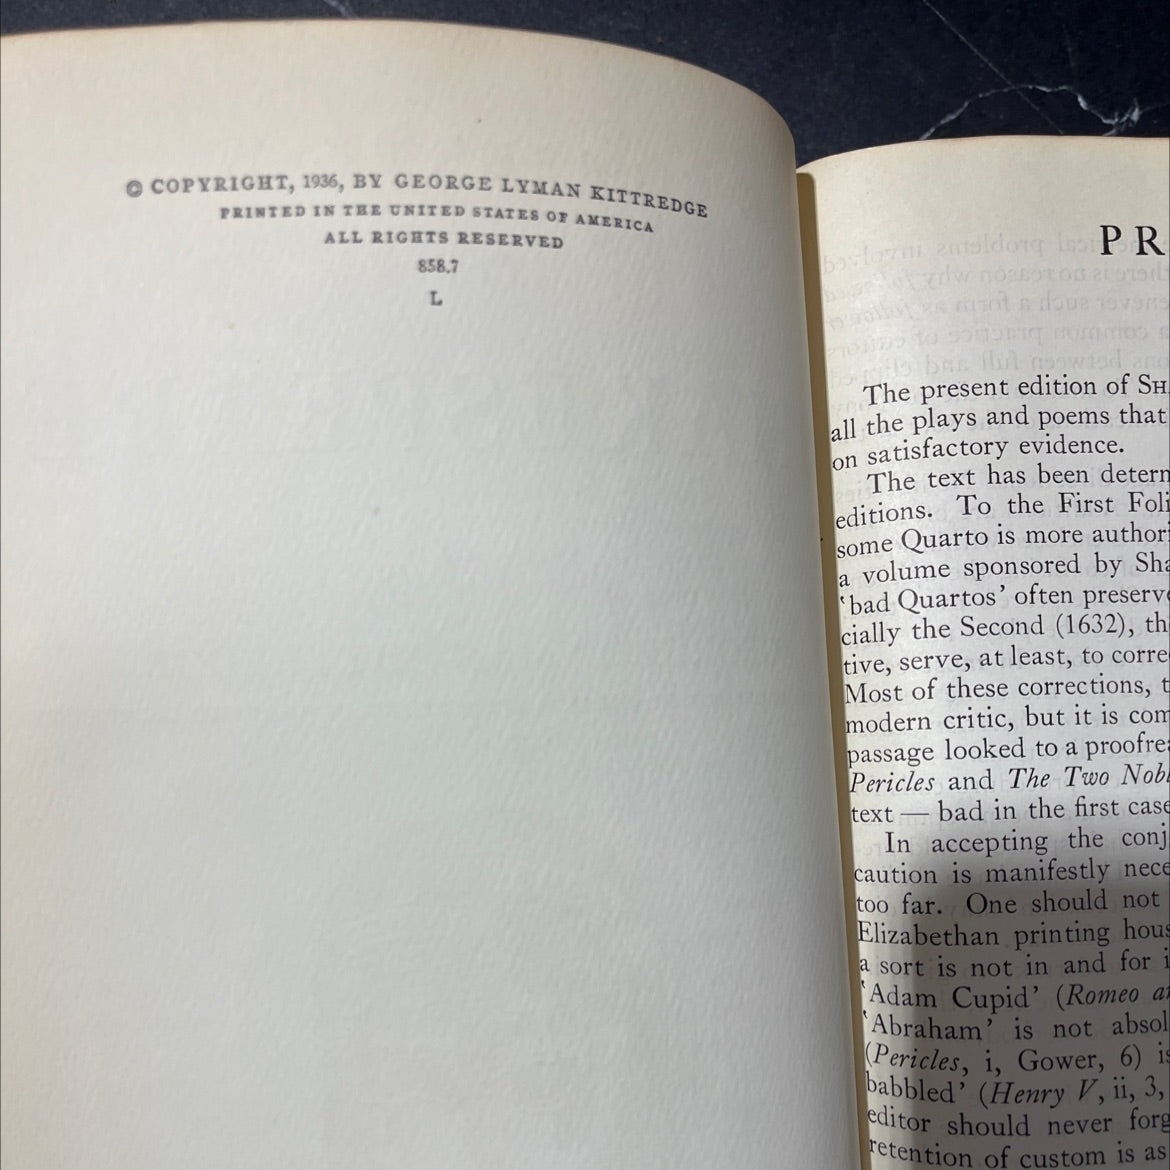 © COPYRIGHT, 1936, BY GEORGE LYMAN KITTREDGE
PRINTED IN THE UNITED STATES OF AMERICA
ALL RIGHTS RESERVED
858.7
L
PR
The present edition of SH
all the plays and poems that
on satisfactory evidence.
The text has been determ
editions. To the First Foli
some Quarto is more authori
a volume sponsored by Sha
'bad Quartos' often preserve
cially the Second (1632), th
tive, serve, at least, to corre
Most of these corrections, t
modern critic, but it is com
passage looked to a proofrea
Pericles and The Two Nobl
text — bad in the first case
In accepting the conj
caution is manifestly nece
too far. One should not
Elizabethan printing hous
a sort is not in and for i
'Adam Cupid' (Romeo an
'Abraham' is not absol
(Pericles, i, Gower, 6) is
babbled' (Henry V, ii, 3,
editor should never forg
retention of custom is as